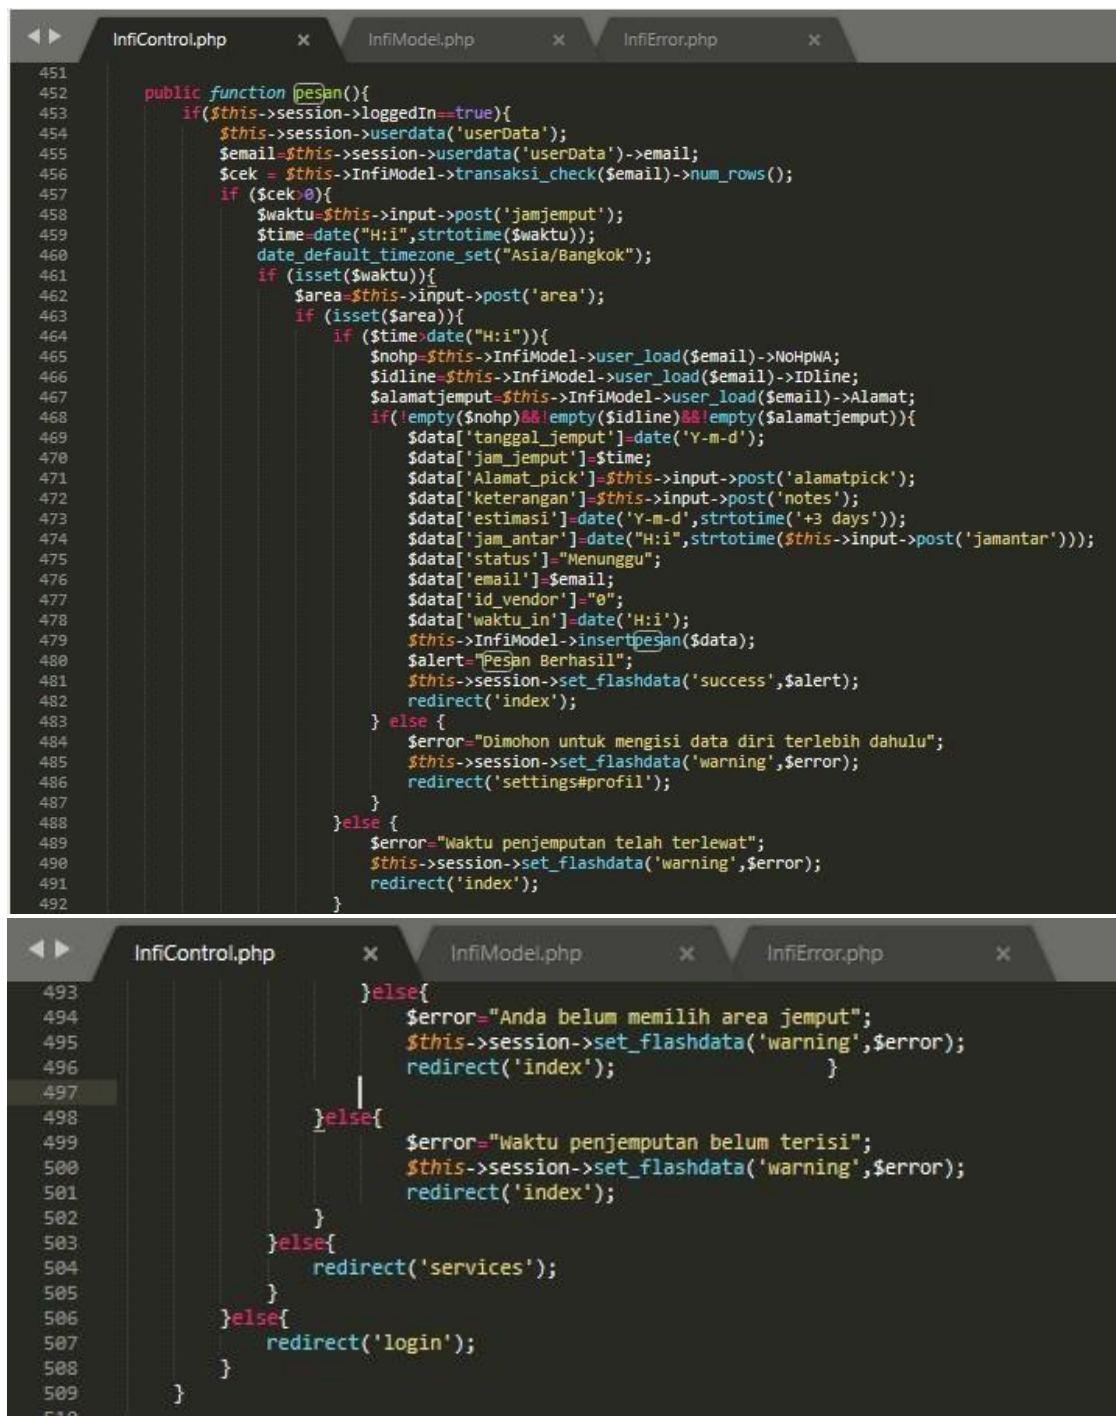 InfiControl.php × InfiModel.php × InfiError.php ×
451
452 public function pesan(){
453 if($this->session->loggedIn==true){
454 $this->session->userdata('userData');
455 $email=$this->session->userdata('userData')->email;
456 $cek = $this->InfiModel->transaksi_check($email)->num_rows();
457 if ($cek>0){
458 $waktu=$this->input->post('jamjemput');
459 $time=date("H:i",strtotime($waktu));
460 date_default_timezone_set("Asia/Bangkok");
461 if (isset($waktu)){
462 $area=$this->input->post('area');
463 if (isset($area)){
464 if ($time>date("H:i")){
465 $nohp=$this->InfiModel->user_load($email)->NoHpWA;
466 $idline=$this->InfiModel->user_load($email)->IDline;
467 $alamatjemput=$this->InfiModel->user_load($email)->Alamat;
468 if(!empty($nohp)&&!empty($idline)&&!empty($alamatjemput)){
469 $data['tanggal_jemput']=date('Y-m-d');
470 $data['jam_jemput']=$time;
471 $data['Alamat_pick']=$this->input->post('alamatpick');
472 $data['keterangan']=$this->input->post('notes');
473 $data['estimasi']=date('Y-m-d',strtotime('+3 days'));
474 $data['jam_antar']=date("H:i",strtotime($this->input->post('jamantar')));
475 $data['status']="Menunggu";
476 $data['email']=$email;
477 $data['id_vendor']="0";
478 $data['waktu_in']=date('H:i');
479 $this->InfiModel->insertpesan($data);
480 $alert="Pesan Berhasil";
481 $this->session->set_flashdata('success',$alert);
482 redirect('index');
483 } else {
484 $error="Dimohon untuk mengisi data diri terlebih dahulu";
485 $this->session->set_flashdata('warning',$error);
486 redirect('settings#profil');
487 }
488 }else {
489 $error="Waktu penjemputan telah terlewat";
490 $this->session->set_flashdata('warning',$error);
491 redirect('index');
492 }
InfiControl.php × InfiModel.php × InfiError.php ×
493 }else{
494 $error="Anda belum memilih area jemput";
495 $this->session->set_flashdata('warning',$error);
496 redirect('index'); }
497
498 }else{
499 $error="Waktu penjemputan belum terisi";
500 $this->session->set_flashdata('warning',$error);
501 redirect('index');
502 }
503 }else{
504 redirect('services');
505 }
506 }else{
507 redirect('login');
508 }
509 }